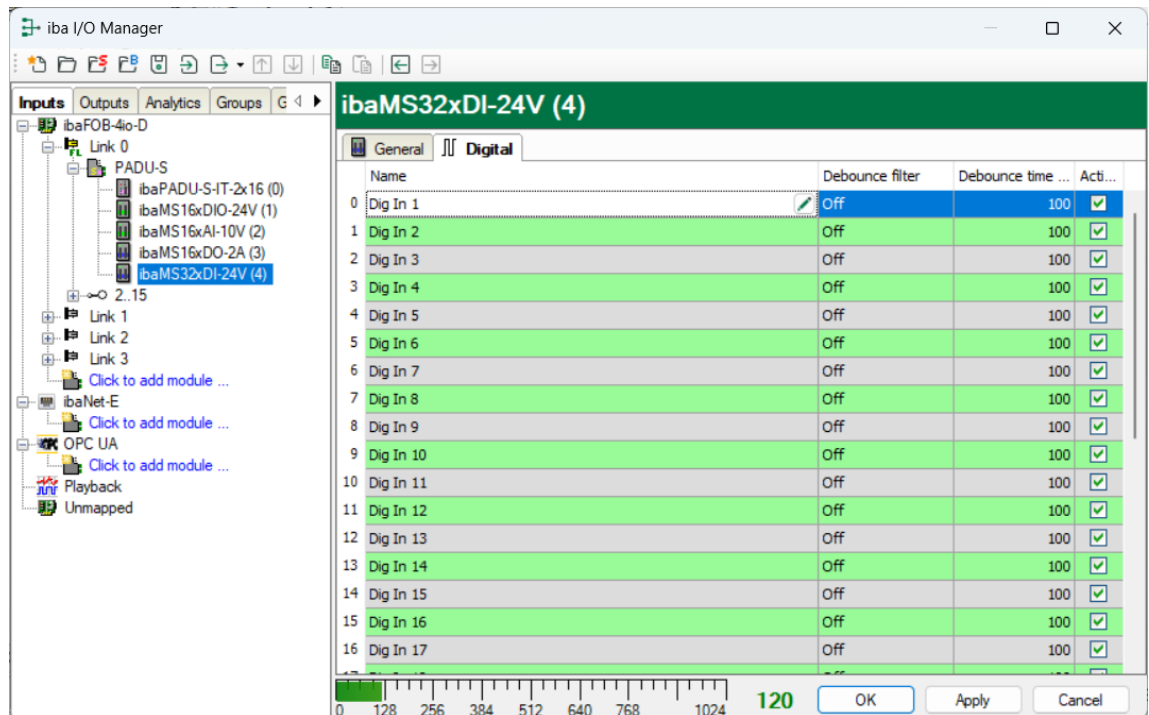 iba I/O Manager
Inputs Outputs Analytics Groups G
ibaFOB-4io-D
Link 0
PADU-S
ibaPADU-S-IT-2x16 (0)
ibaMS16xDIO-24V (1)
ibaMS16xAI-10V (2)
ibaMS16xDO-2A (3)
ibaMS32xDI-24V (4)
2..15
Link 1
Link 2
Link 3
Click to add module ...
ibaNet-E
Click to add module ...
OPC UA
Click to add module ...
Playback
Unmapped
ibaMS32xDI-24V (4)
General Digital
Name Debounce filter Debounce time ... Acti...
0 Dig In 1 Off 100
1 Dig In 2 Off 100
2 Dig In 3 Off 100
3 Dig In 4 Off 100
4 Dig In 5 Off 100
5 Dig In 6 Off 100
6 Dig In 7 Off 100
7 Dig In 8 Off 100
8 Dig In 9 Off 100
9 Dig In 10 Off 100
10 Dig In 11 Off 100
11 Dig In 12 Off 100
12 Dig In 13 Off 100
13 Dig In 14 Off 100
14 Dig In 15 Off 100
15 Dig In 16 Off 100
16 Dig In 17 Off 100
0 128 256 384 512 640 768 1024
120 OK Apply Cancel